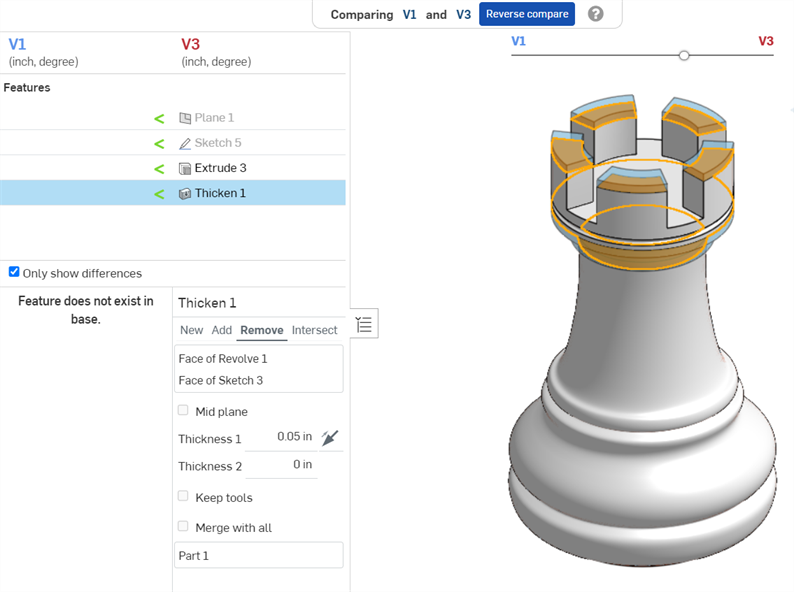 Comparing V1 and V3 Reverse compare ?
V1 V3
(inch, degree) (inch, degree)
V1 V3
Features
< Plane 1
< Sketch 5
< Extrude 3
< Thicken 1
Only show differences
Feature does not exist in
base.
Thicken 1
New Add Remove Intersect
Face of Revolve 1
Face of Sketch 3
Mid plane
Thickness 1 0.05 in
Thickness 2 0 in
Keep tools
Merge with all
Part 1